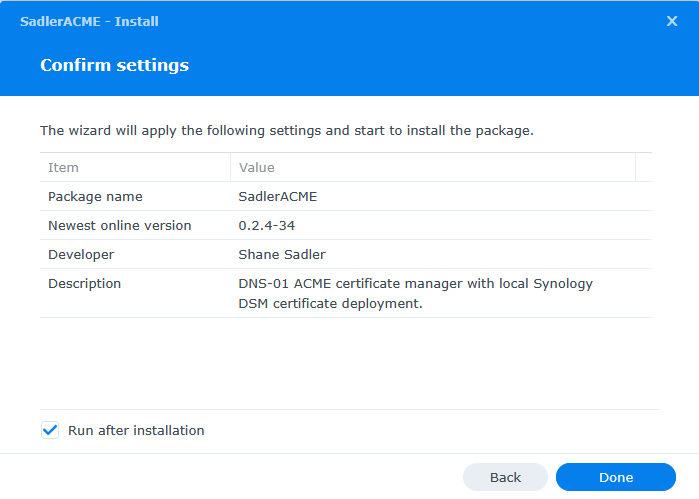 SadlerACME - Install
Confirm settings
The wizard will apply the following settings and start to install the package.
Item Value
Package name SadlerACME
Newest online version 0.2.4-34
Developer Shane Sadler
Description DNS-01 ACME certificate manager with local Synology
DSM certificate deployment.
Run after installation
Back Done